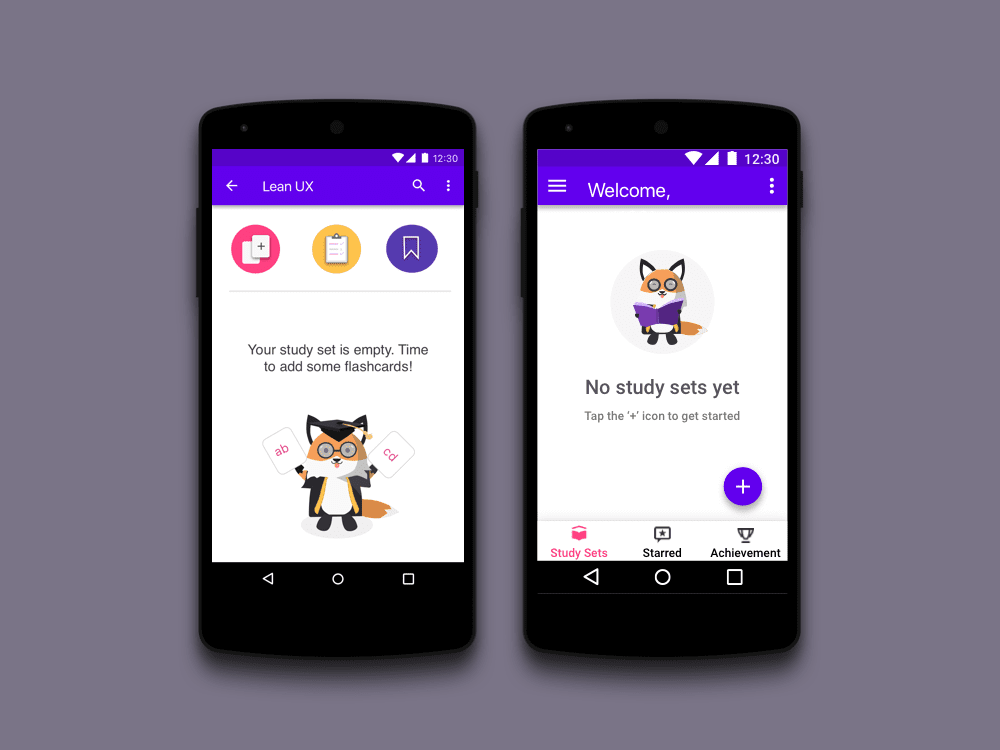 12:30
Lean UX
Your study set is empty. Time
to add some flashcards!
ab
cd
12:30
Welcome,
No study sets yet
Tap the ‘+’ icon to get started
Study Sets
Starred
Achievement